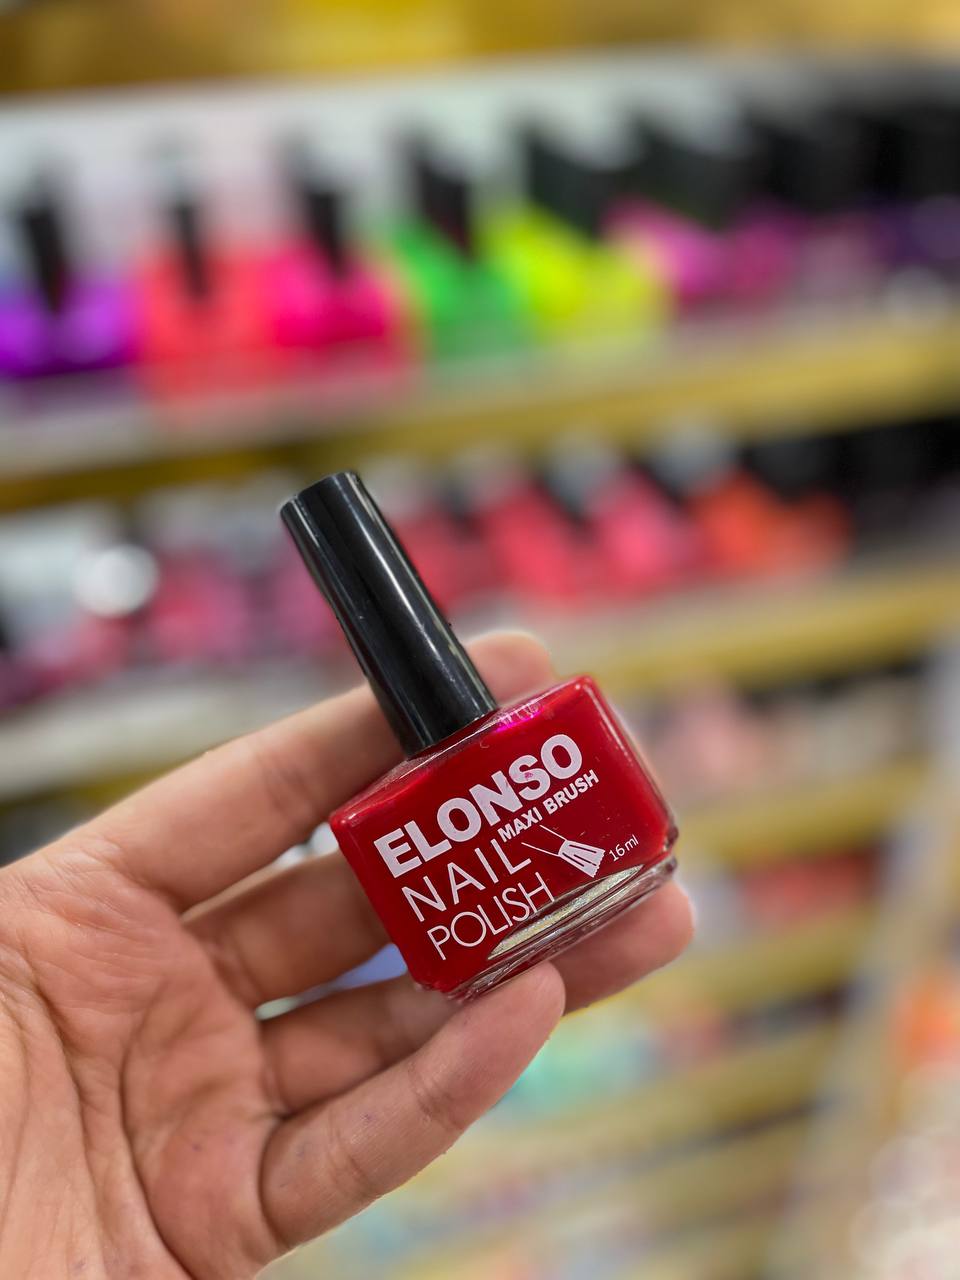 ELONSO
MAXI BRUSH
NAIL
POLISH
16 ml